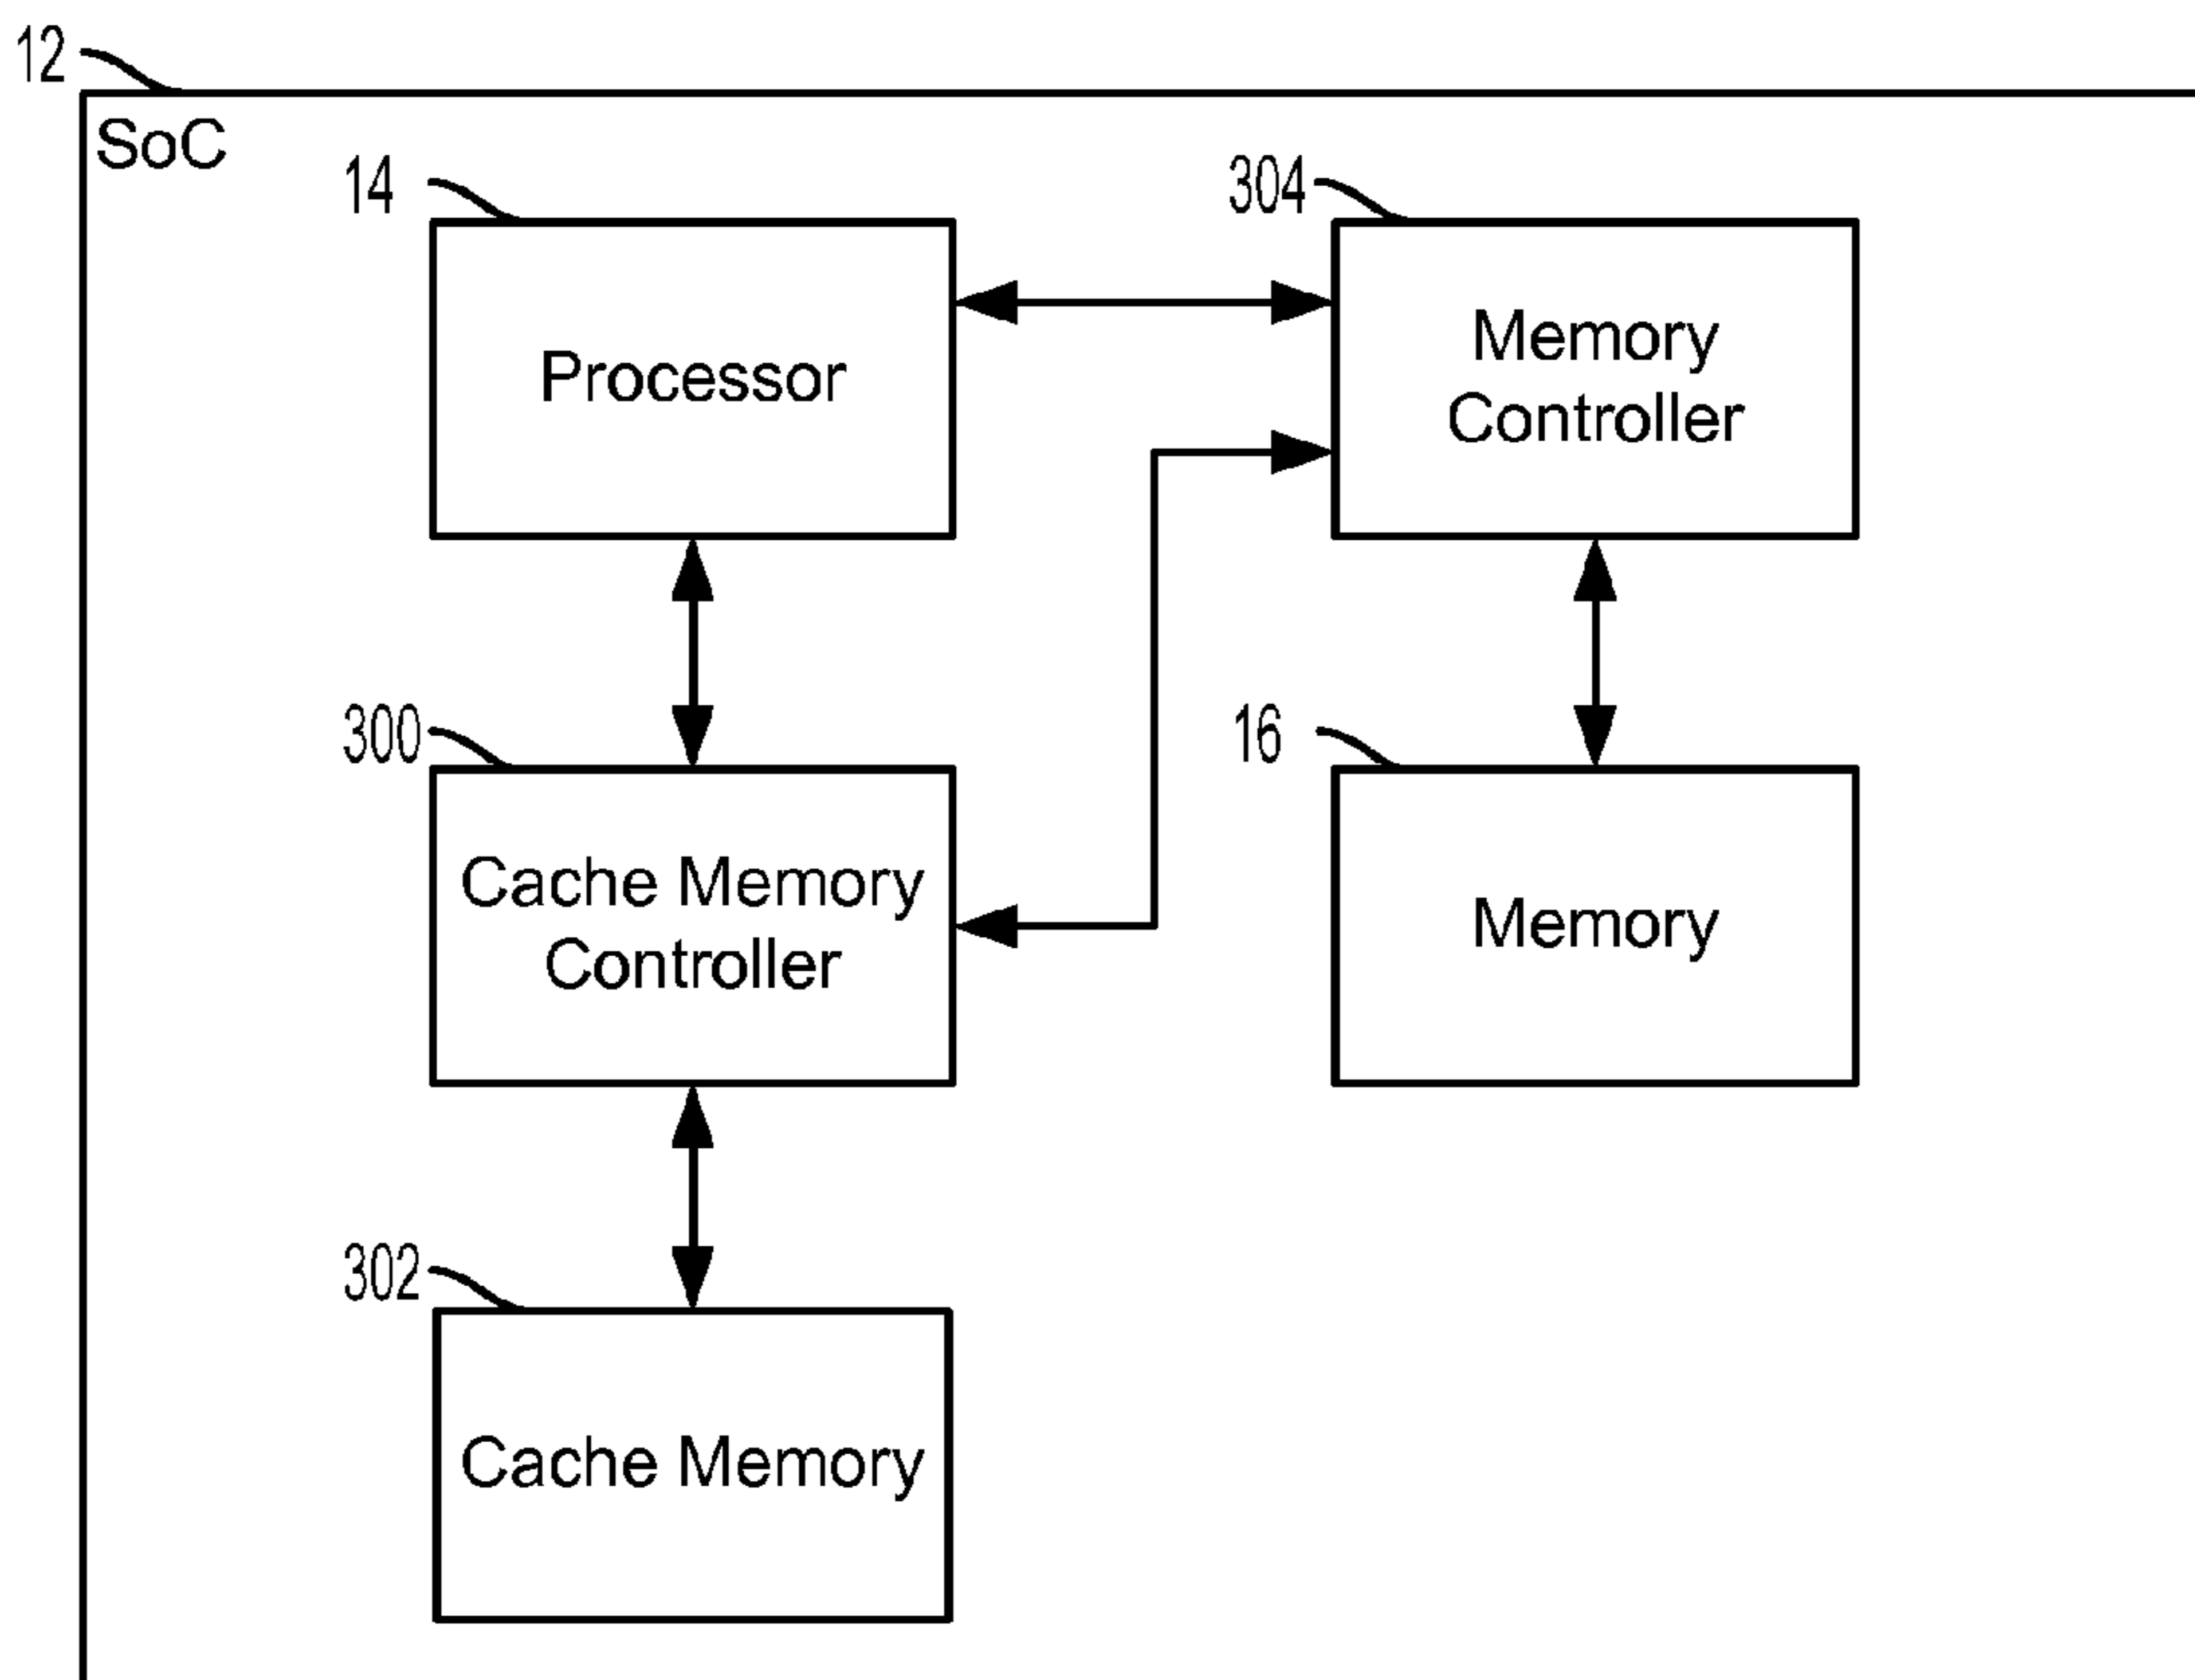 12
SoC
14
304
Processor
Memory
Controller
300
16
Cache Memory
Controller
Memory
302
Cache Memory